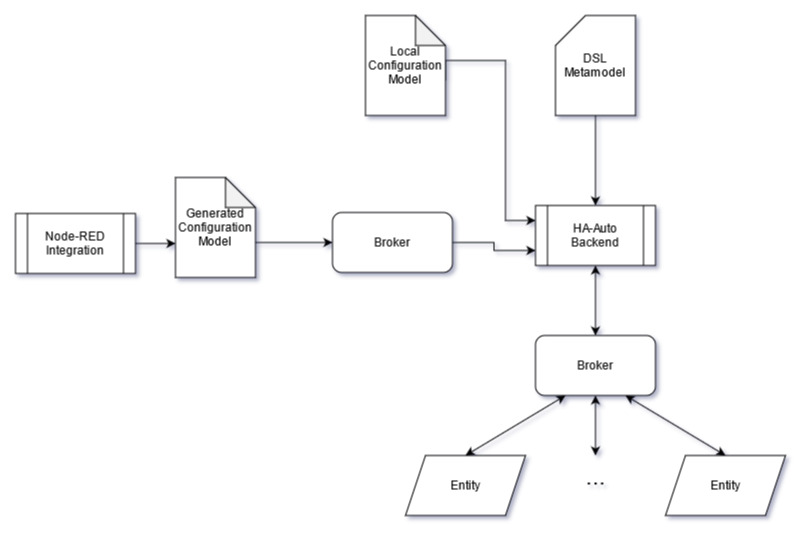 Local
Configuration
Model
DSL
Metamodel
Node-RED
Integration
Generated
Configuration
Model
Broker
HA-Auto
Backend
Broker
Entity
...
Entity